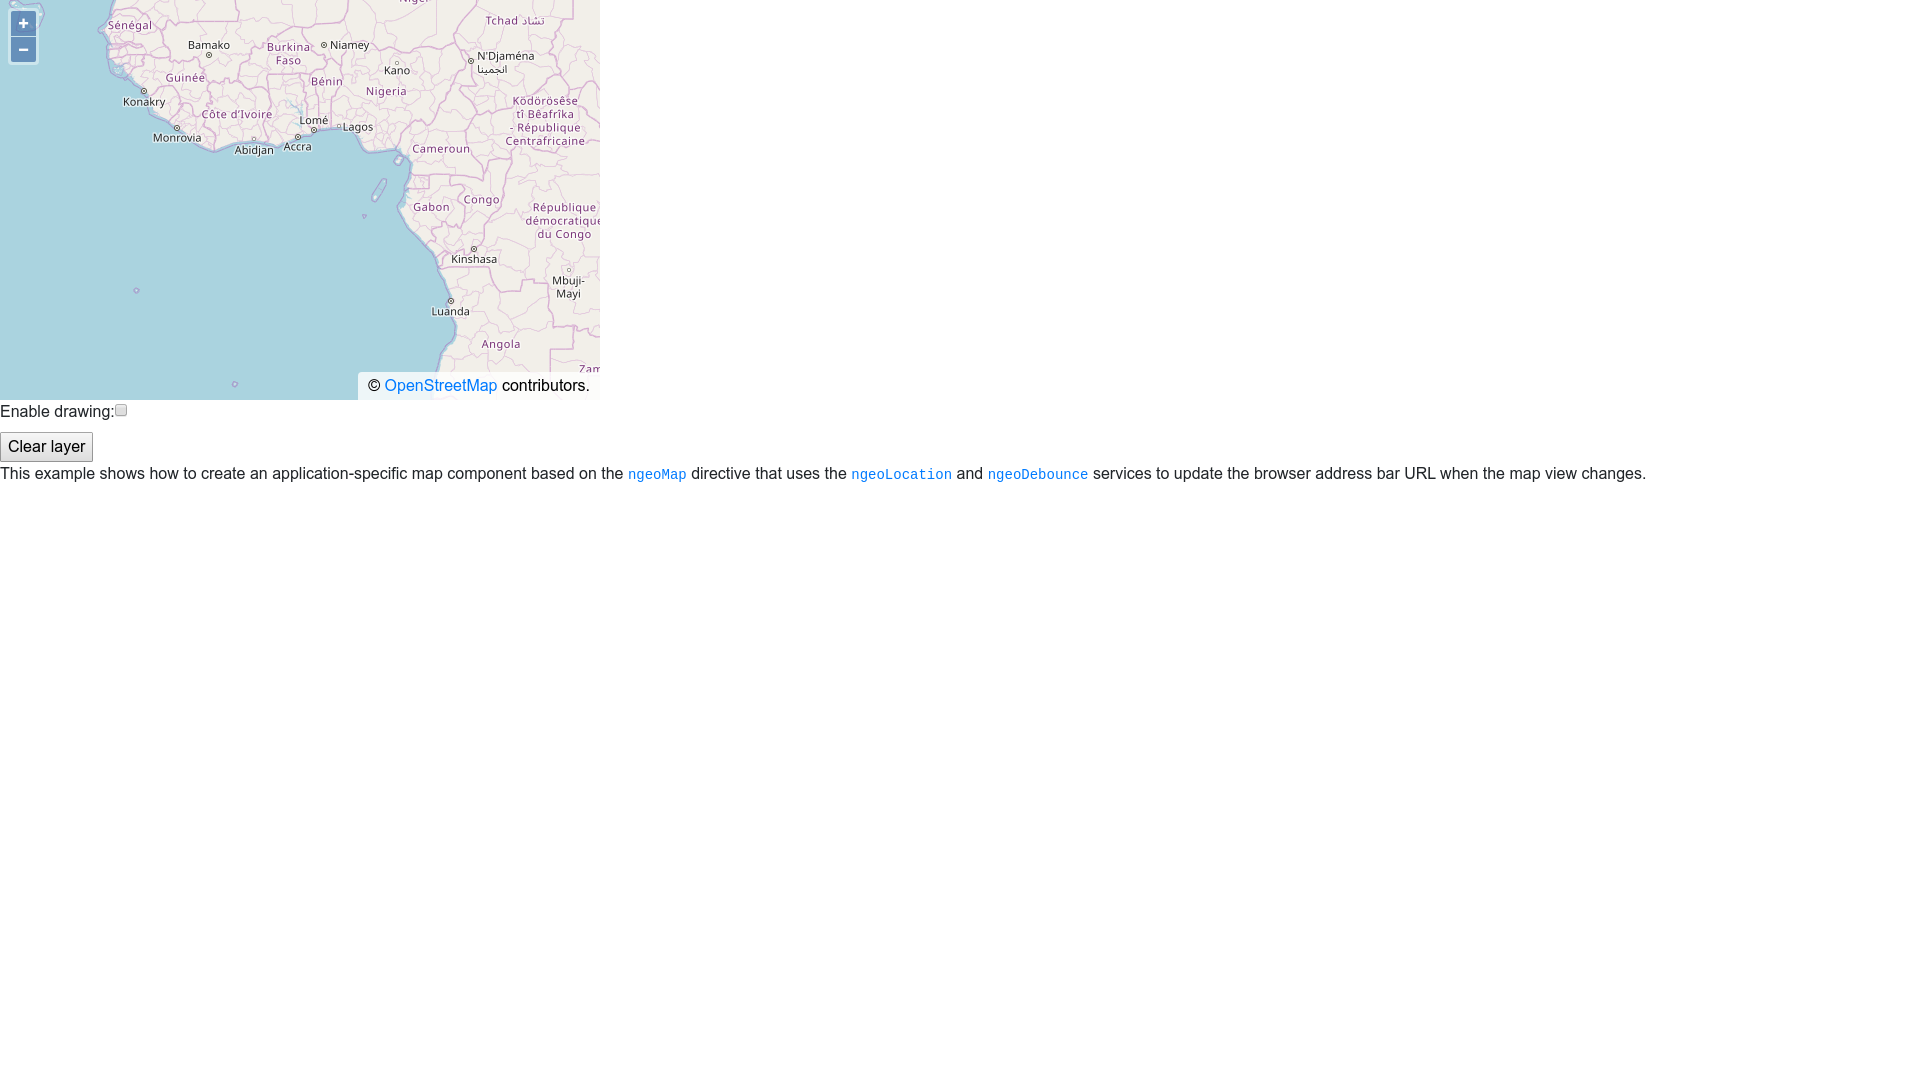 Niger
Tchad تشاد
+
Sénégal
Bamako
Burkina
Faso
Niamey
−
N'Djaména
انجمينا
Kano
Guinée
Bénin
Nigeria
Konakry
Ködörösêse
tî Bêafrîka
- République
Centrafricaine
Côte d'Ivoire
Lomé
Lagos
Monrovia
Abidjan
Accra
Cameroun
Gabon
Congo
République
démocratique
du Congo
Kinshasa
Mbuji-
Mayi
Luanda
Angola
Zam
© OpenStreetMap contributors.
Enable drawing:
Clear layer
This example shows how to create an application-specific map component based on the ngeoMap directive that uses the ngeoLocation and ngeoDebounce services to update the browser address bar URL when the map view changes.